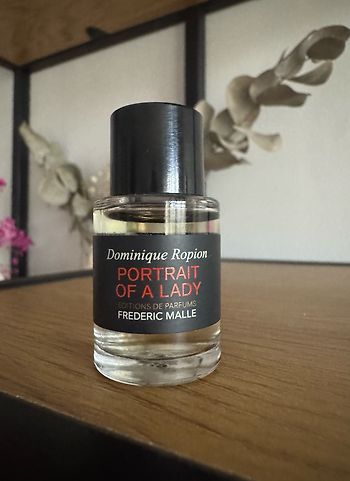 Dominique Ropion
PORTRAIT
OF A LADY
EDITIONS DE PARFUMS
FREDERIC MALLE